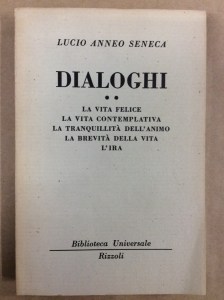 LUCIO ANNEO SENECA
DIALOGHI
••
LA VITA FELICE
LA VITA CONTEMPLATIVA
LA TRANQUILLITÀ DELL'ANIMO
LA BREVITÀ DELLA VITA
L'IRA
Biblioteca Universale
Rizzoli